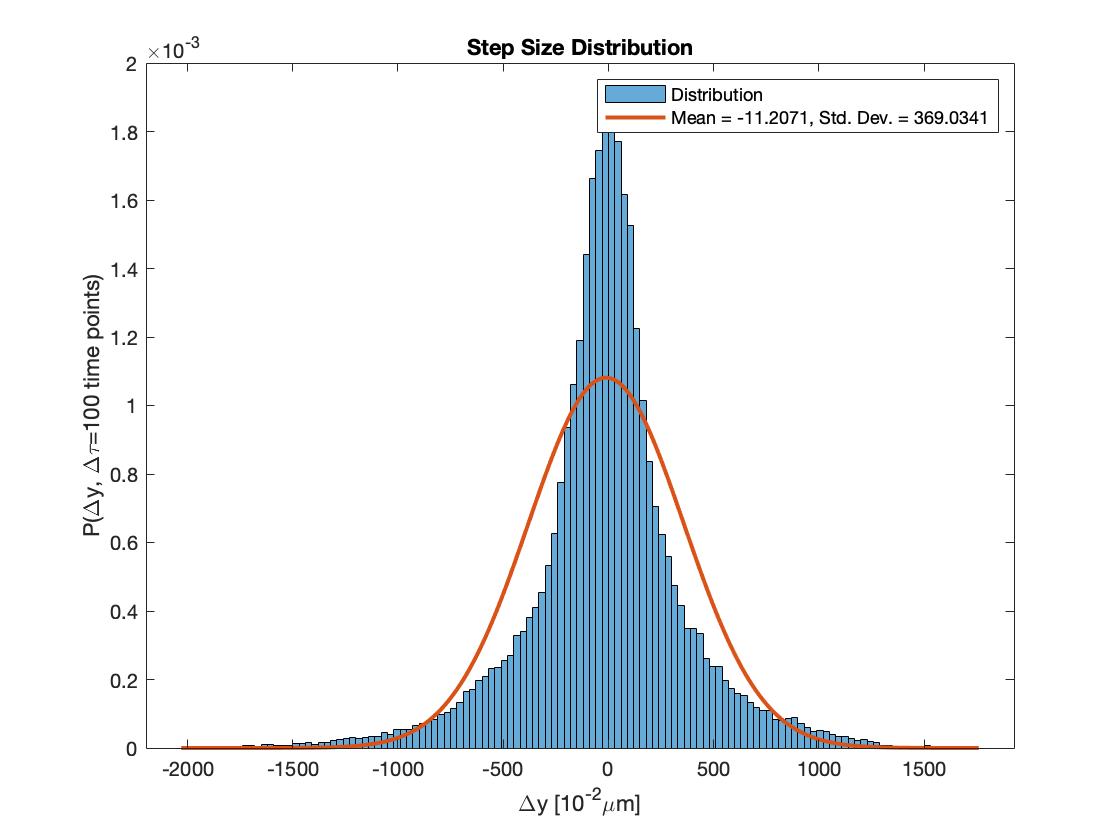 Step Size Distribution
×10⁻³
Distribution
Mean = -11.2071, Std. Dev. = 369.0341
P(Δy, Δτ=100 time points)
2
1.8
1.6
1.4
1.2
1
0.8
0.6
0.4
0.2
0
-2000 -1500 -1000 -500 0 500 1000 1500
Δy [10⁻²μm]